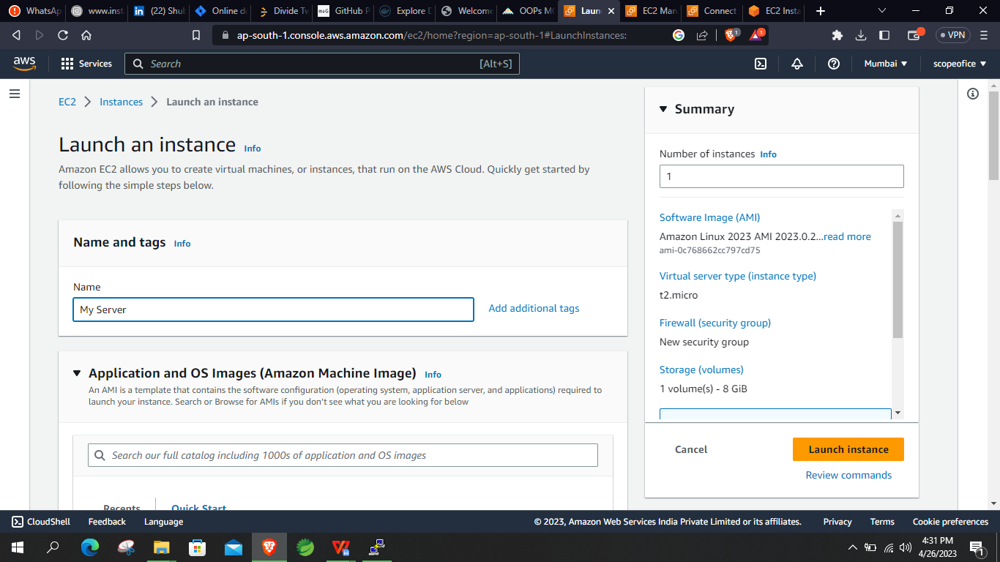 WhatsAp
www.inst
(22) Shul
Online de
Divide Tw
GitHub P
Explore D
Welcome
OOPs MC
Laun
EC2 Man
Connect
EC2 Insta
ap-south-1.console.aws.amazon.com/ec2/home?region=ap-south-1#LaunchInstances:
1
1
VPN
aws
Services
Search
[Alt+S]
Mumbai
scopeofice
EC2
Instances
Launch an instance
Launch an instance Info
Amazon EC2 allows you to create virtual machines, or instances, that run on the AWS Cloud. Quickly get started by
following the simple steps below.
Name and tags Info
Name
My Server
Add additional tags
Application and OS Images (Amazon Machine Image) Info
An AMI is a template that contains the software configuration (operating system, application server, and applications) required to
launch your instance. Search or Browse for AMIs if you don't see what you are looking for below
Search our full catalog including 1000s of application and OS images
Recents
Quick Start
Summary
Number of instances Info
1
Software Image (AMI)
Amazon Linux 2023 AMI 2023.0.2...read more
ami-0c768662cc797cd75
Virtual server type (instance type)
t2.micro
Firewall (security group)
New security group
Storage (volumes)
1 volume(s) - 8 GiB
Cancel
Launch instance
Review commands
CloudShell
Feedback
Language
© 2023, Amazon Web Services India Private Limited or its affiliates.
Privacy
Terms
Cookie preferences
4:31 PM
4/26/2023
1